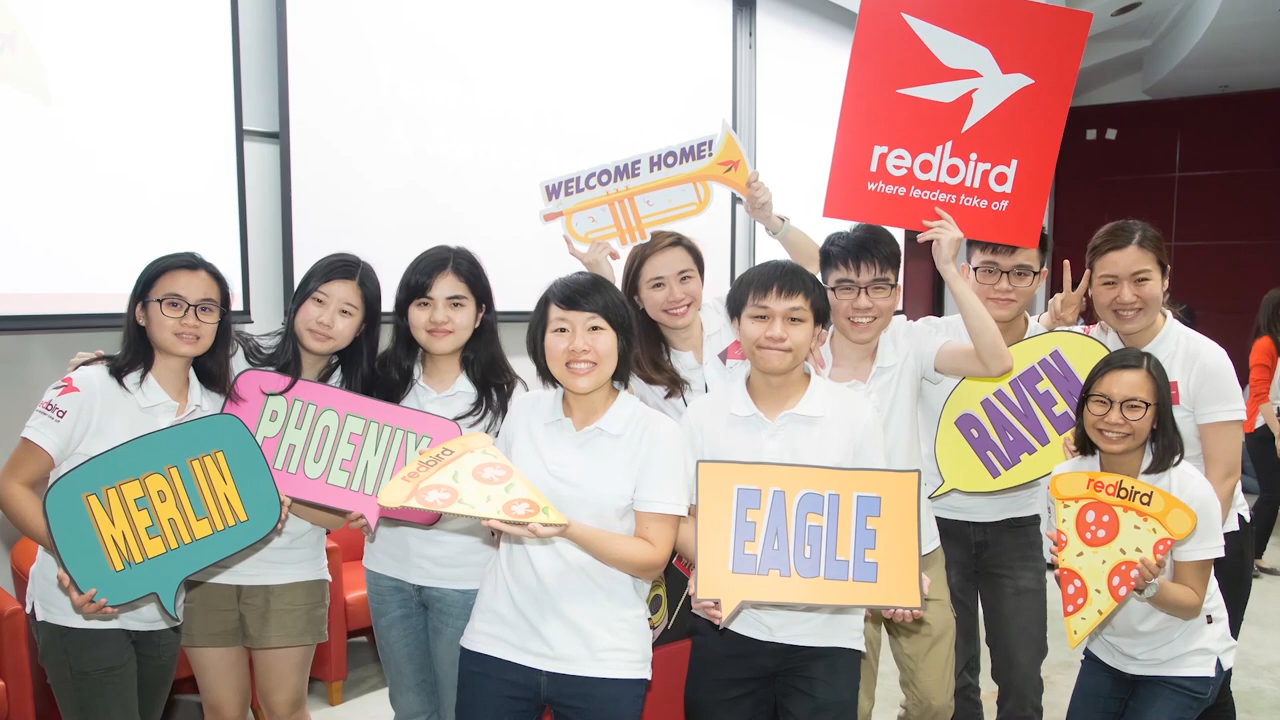 WELCOME HOME!
redbird
where leaders take off
redbird
MERLIN
PHOENIX
redbird
EAGLE
RAVEN
redbird